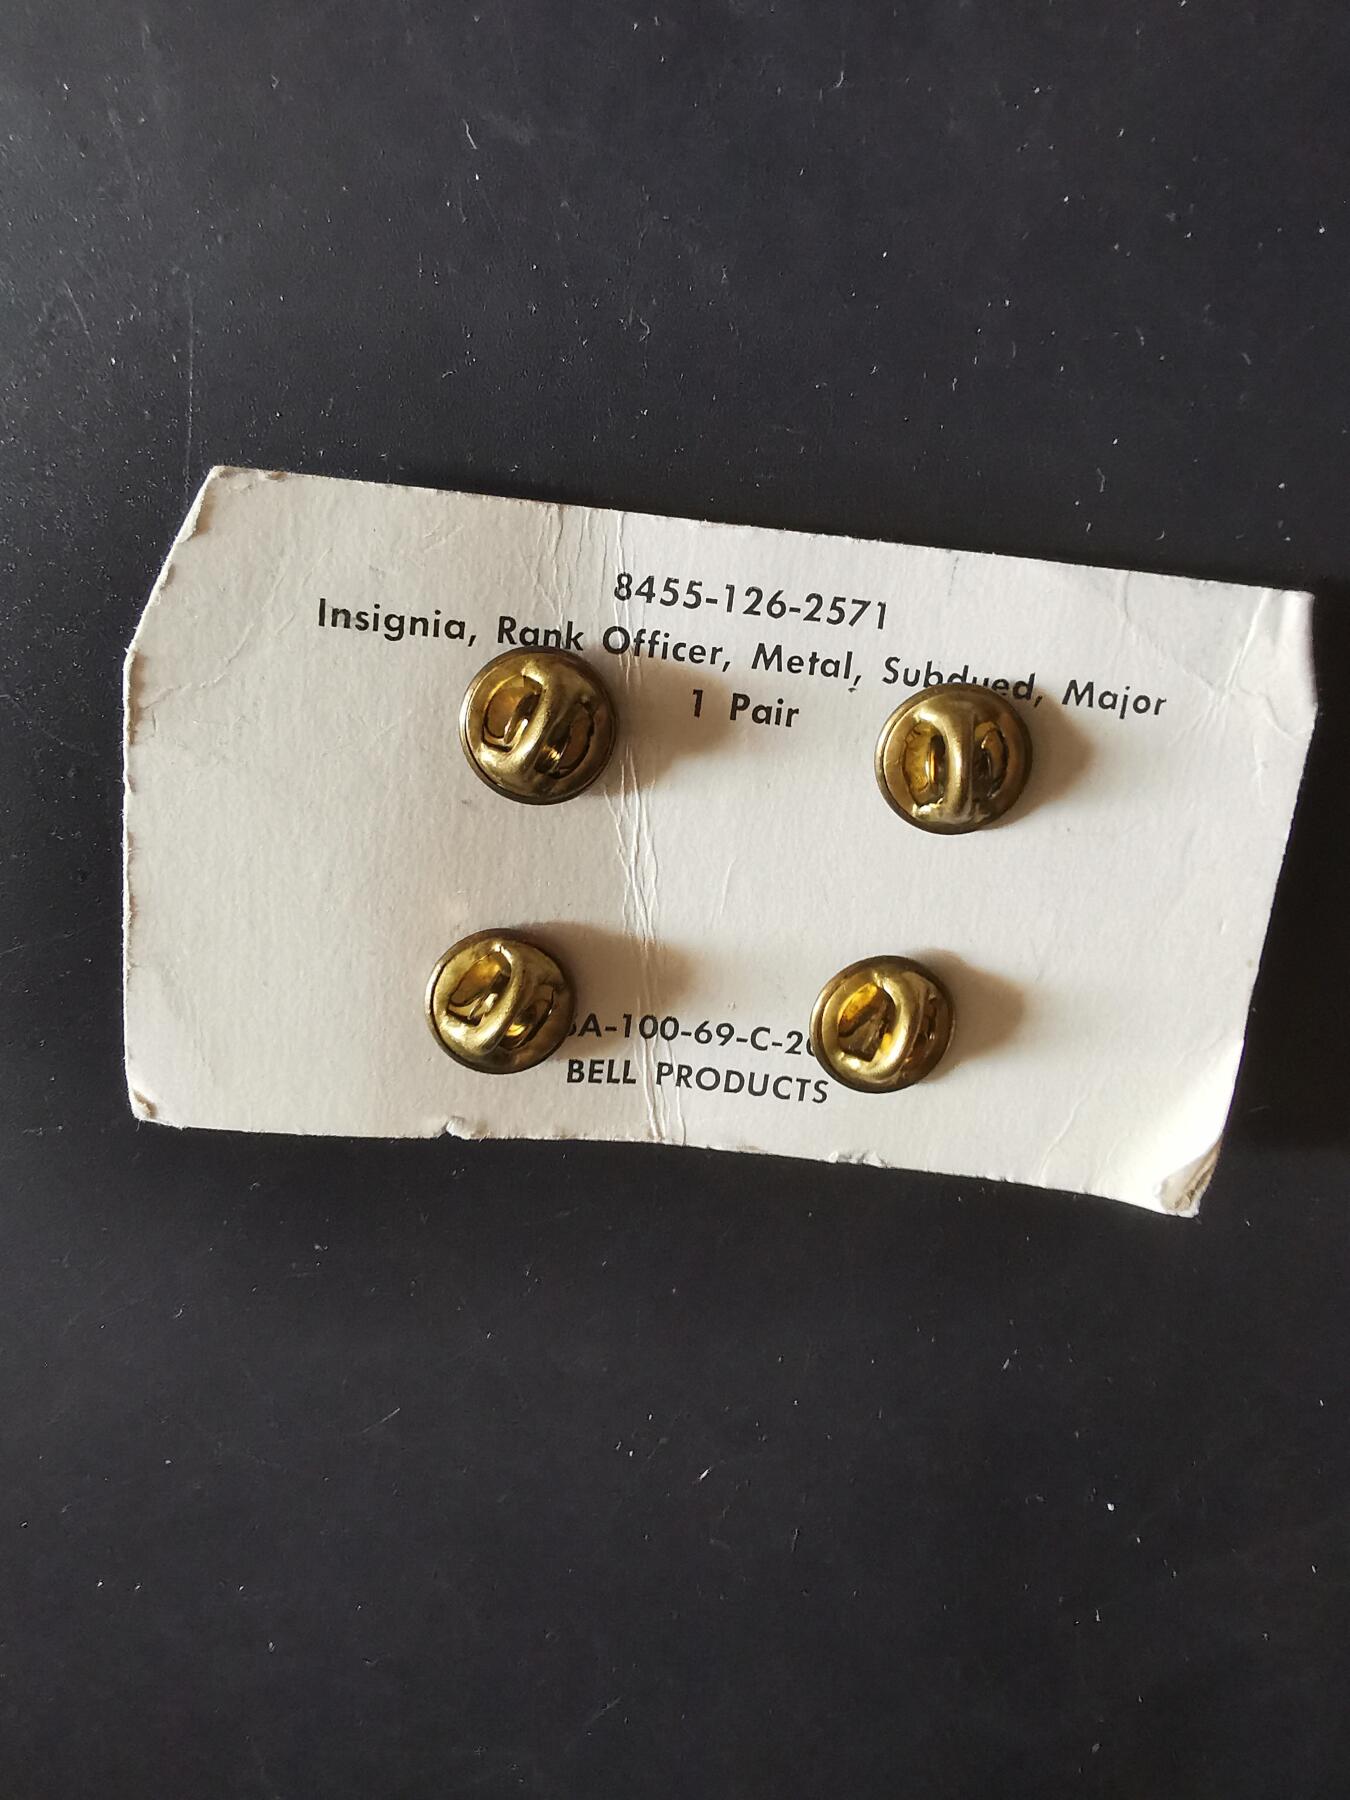 8455-126-2571
Insignia, Rank Officer, Metal, Subdued, Major
1 Pair
A-100-69-C-2
BELL PRODUCTS